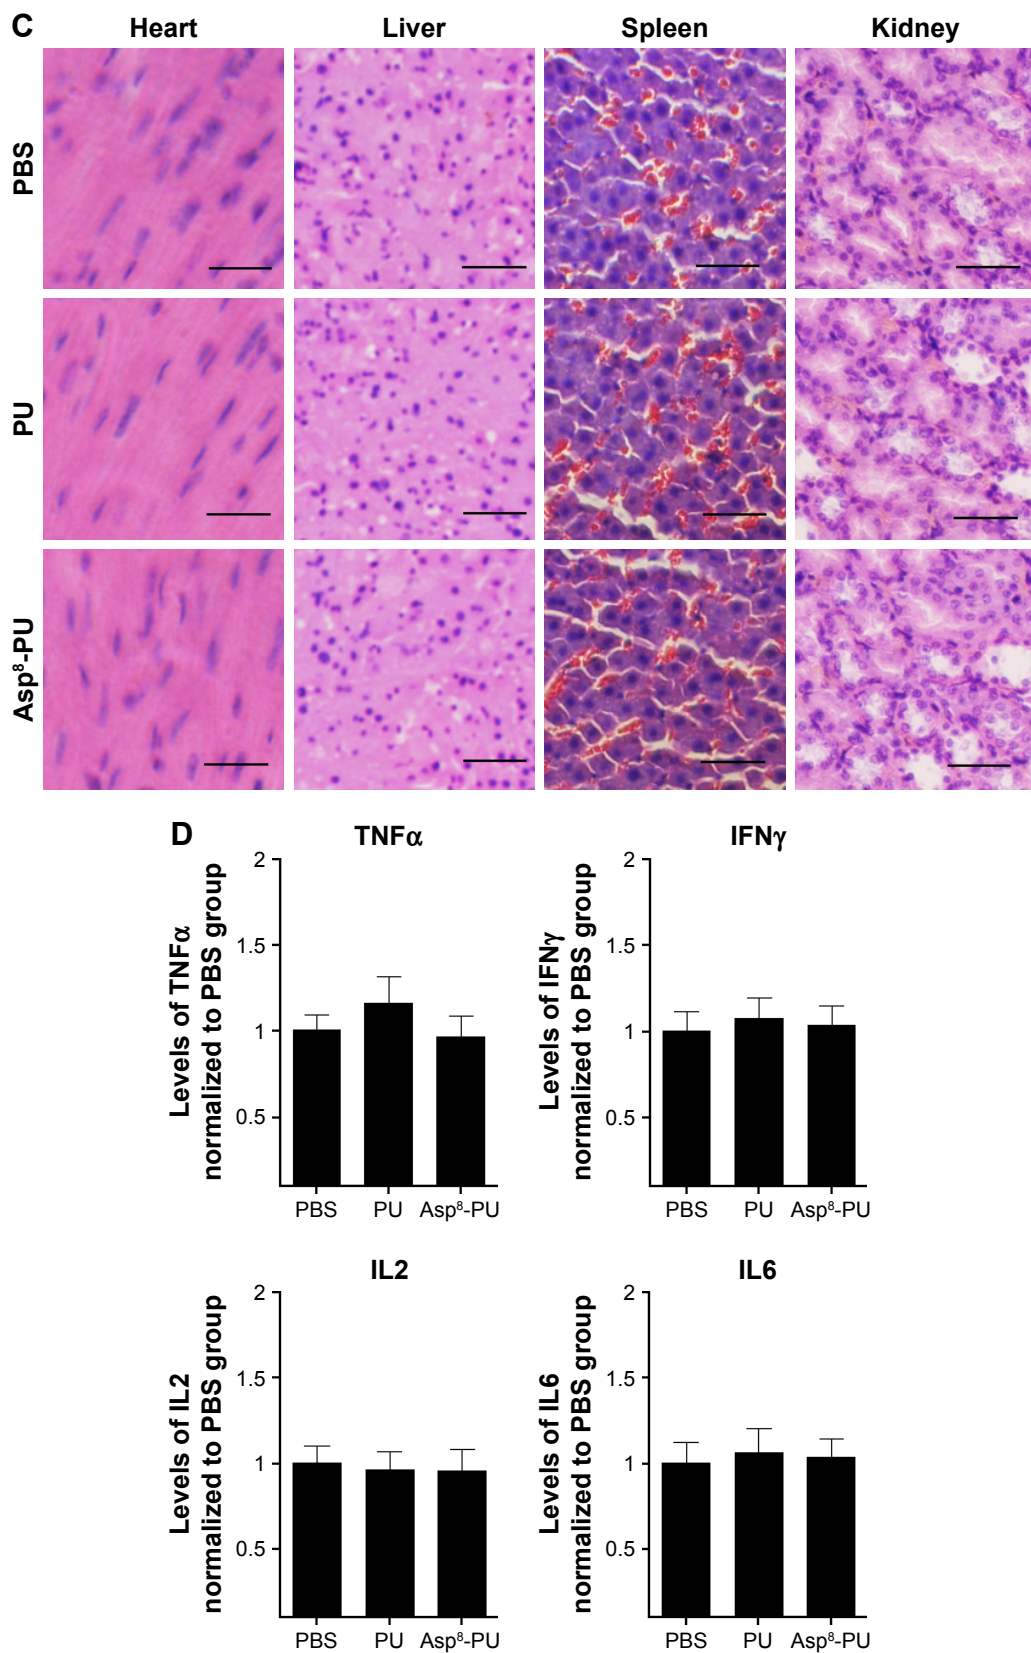 C
Heart Liver Spleen Kidney
PBS
PU
Asp⁸-PU
D
TNFα
Levels of TNFα
normalized to PBS group
2
1.5
1
0.5
PBS PU Asp⁸-PU
IFNγ
Levels of IFNγ
normalized to PBS group
2
1.5
1
0.5
PBS PU Asp⁸-PU
IL2
Levels of IL2
normalized to PBS group
2
1.5
1
0.5
PBS PU Asp⁸-PU
IL6
Levels of IL6
normalized to PBS group
2
1.5
1
0.5
PBS PU Asp⁸-PU